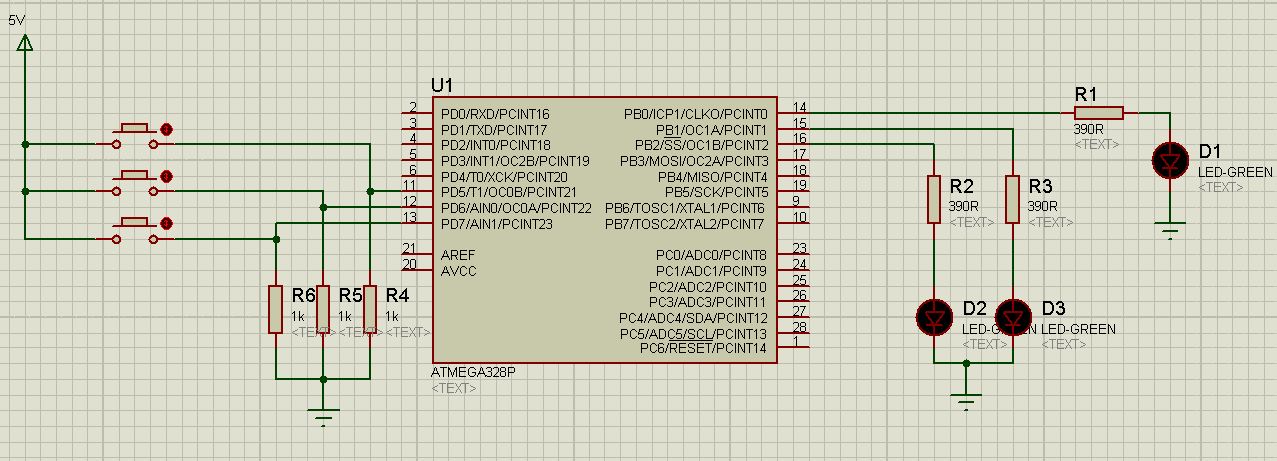 5V
U1
2 PD0/RXD/PCINT16
3 PD1/TXD/PCINT17
4 PD2/INT0/PCINT18
5 PD3/INT1/OC2B/PCINT19
6 PD4/T0/XCK/PCINT20
11 PD5/T1/OC0B/PCINT21
12 PD6/AIN0/OC0A/PCINT22
13 PD7/AIN1/PCINT23
21 AREF
20 AVCC
PB0/ICP1/CLKO/PCINT0 14
PB1/OC1A/PCINT1 15
PB2/SS/OC1B/PCINT2 16
PB3/MOSI/OC2A/PCINT3 17
PB4/MISO/PCINT4 18
PB5/SCK/PCINT5 19
PB6/TOSC1/XTAL1/PCINT6 9
PB7/TOSC2/XTAL2/PCINT7 10
PC0/ADC0/PCINT8 23
PC1/ADC1/PCINT9 24
PC2/ADC2/PCINT10 25
PC3/ADC3/PCINT11 26
PC4/ADC4/SDA/PCINT12 27
PC5/ADC5/SCL/PCINT13 28
PC6/RESET/PCINT14 1
ATMEGA328P
<TEXT>
R6
1k
<TEXT>
R5
1k
<TEXT>
R4
1k
<TEXT>
R1
390R
<TEXT>
D1
LED-GREEN
<TEXT>
R2
390R
<TEXT>
R3
390R
<TEXT>
D2
LED-GREEN
<TEXT>
D3
LED-GREEN
<TEXT>